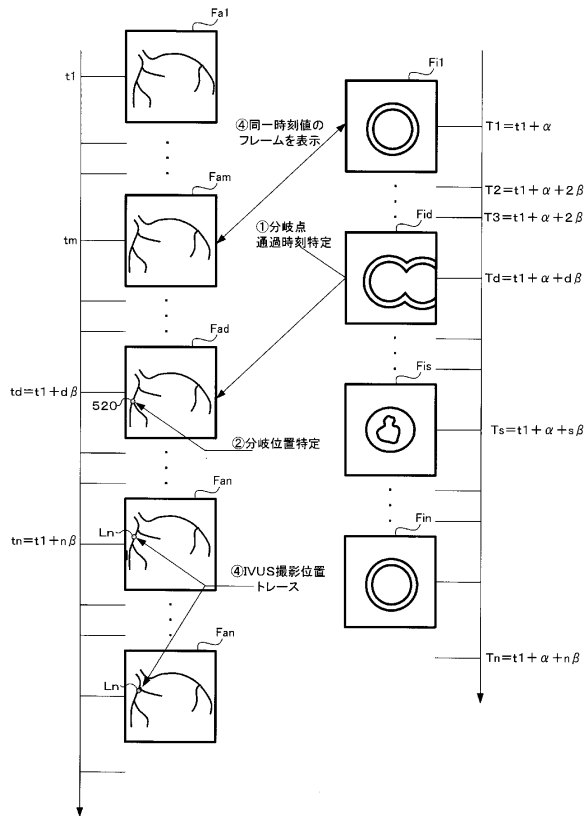 Fa1
t1
Fi1
④同一時刻値の
フレームを表示
T1=t1+α
Fam
T2=t1+α+2β
T3=t1+α+2β
①分岐点
通過時刻特定
Fid
tm
Td=t1+α+dβ
Fad
Fis
td=t1+dβ
520
Ts=t1+α+sβ
②分岐位置特定
Fan
Ln
Fin
tn=t1+nβ
④IVUS撮影位置
トレース
Fan
Tn=t1+α+nβ
Ln